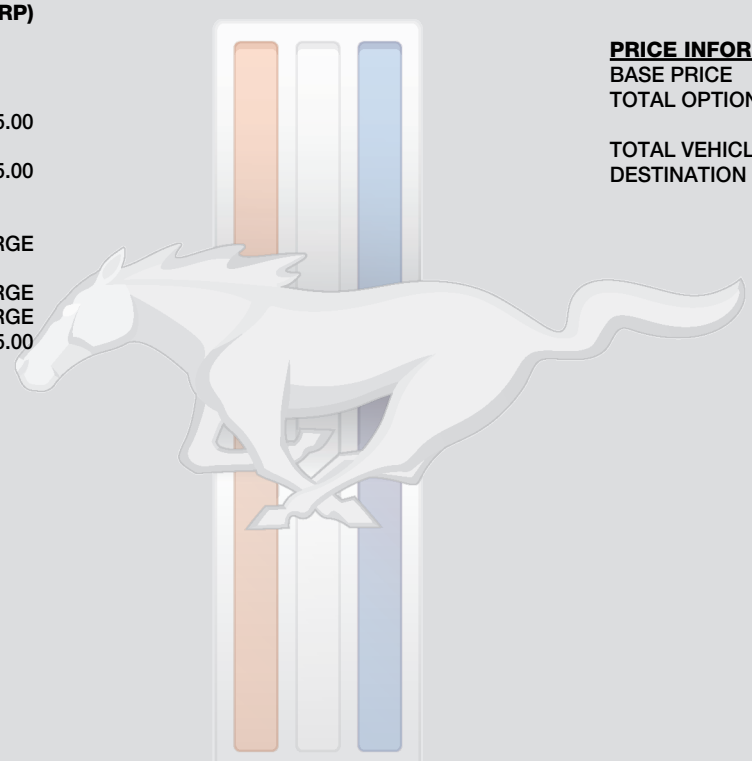 RP)
5.00
5.00
RGE
RGE
RGE
5.00
PRICE INFOR
BASE PRICE
TOTAL OPTION
TOTAL VEHICL
DESTINATION